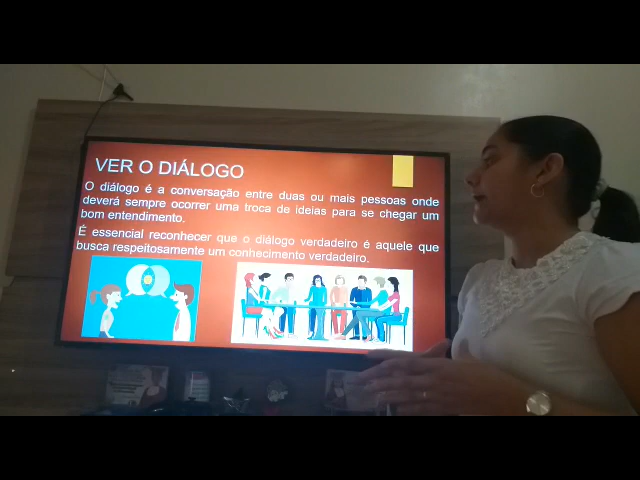 VER O DIÁLOGO
O diálogo é a conversação entre duas ou mais pessoas onde
deverá sempre ocorrer uma troca de ideias para se chegar um
bom entendimento.
É essencial reconhecer que o diálogo verdadeiro é aquele que
busca respeitosamente um conhecimento verdadeiro.